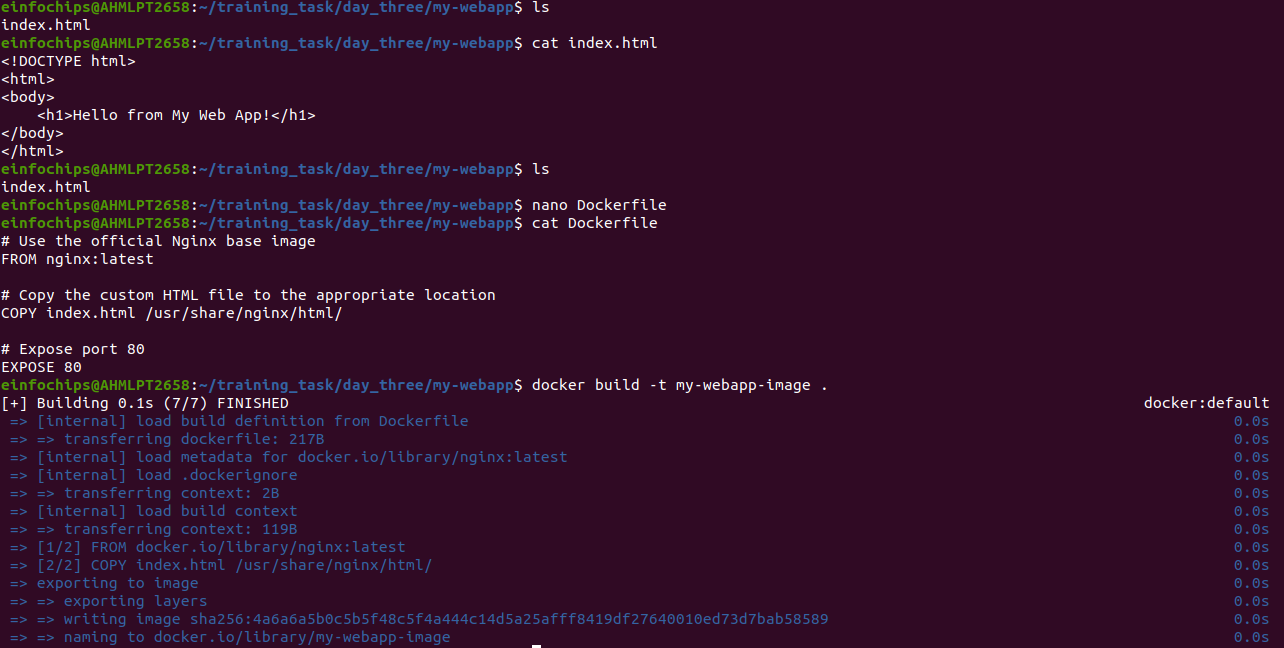 einfochips@AHMLPT2658:~/training_task/day_three/my-webapp$ ls
index.html
einfochips@AHMLPT2658:~/training_task/day_three/my-webapp$ cat index.html
<!DOCTYPE html>
<html>
<body>
    <h1>Hello from My Web App!</h1>
</body>
</html>
einfochips@AHMLPT2658:~/training_task/day_three/my-webapp$ ls
index.html
einfochips@AHMLPT2658:~/training_task/day_three/my-webapp$ nano Dockerfile
einfochips@AHMLPT2658:~/training_task/day_three/my-webapp$ cat Dockerfile
# Use the official Nginx base image
FROM nginx:latest

# Copy the custom HTML file to the appropriate location
COPY index.html /usr/share/nginx/html/

# Expose port 80
EXPOSE 80
einfochips@AHMLPT2658:~/training_task/day_three/my-webapp$ docker build -t my-webapp-image .
[+] Building 0.1s (7/7) FINISHED docker:default
 => [internal] load build definition from Dockerfile 0.0s
 => => transferring dockerfile: 217B 0.0s
 => [internal] load metadata for docker.io/library/nginx:latest 0.0s
 => [internal] load .dockerignore 0.0s
 => => transferring context: 2B 0.0s
 => [internal] load build context 0.0s
 => => transferring context: 119B 0.0s
 => [1/2] FROM docker.io/library/nginx:latest 0.0s
 => [2/2] COPY index.html /usr/share/nginx/html/ 0.0s
 => exporting to image 0.0s
 => => exporting layers 0.0s
 => => writing image sha256:4a6a6a5b0c5b5f48c5f4a444c14d5a25afff8419df27640010ed73d7bab58589 0.0s
 => => naming to docker.io/library/my-webapp-image 0.0s